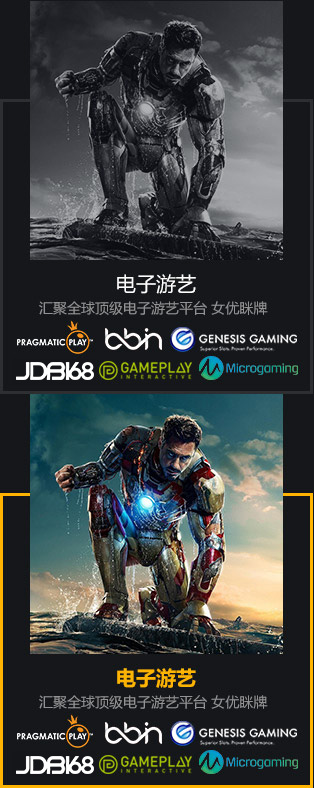 电子游艺
汇聚全球顶级电子游艺平台 女优眯牌
PRAGMATIC PLAY™ bbin GENESIS GAMING
Superior Slots. Proven Performance.
JDB168 GAMEPLAY INTERACTIVE Microgaming
电子游艺
汇聚全球顶级电子游艺平台 女优眯牌
PRAGMATIC PLAY™ bbin GENESIS GAMING
Superior Slots. Proven Performance.
JDB168 GAMEPLAY INTERACTIVE Microgaming